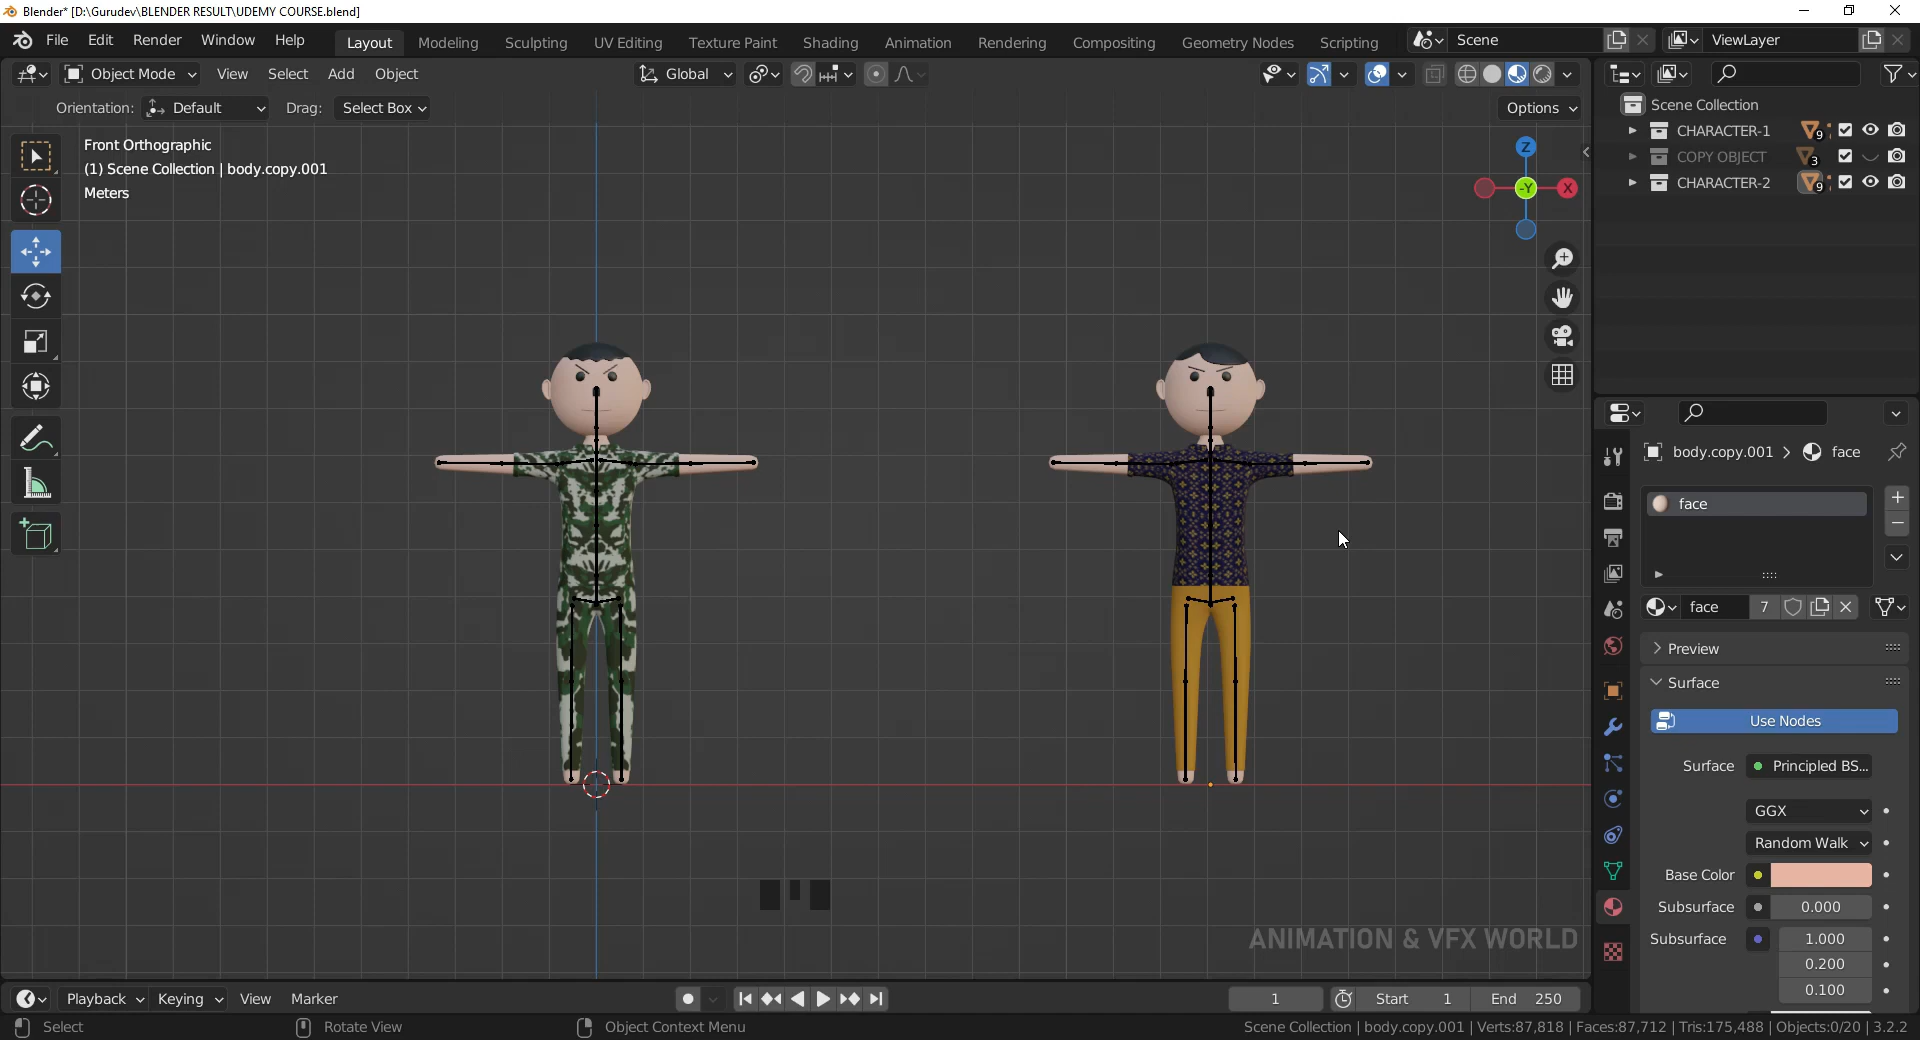 Blender* [D:\Gurudev\BLENDER RESULT\UDEMY COURSE.blend]
File Edit Render Window Help Layout Modeling Sculpting UV Editing Texture Paint Shading Animation Rendering Compositing Geometry Nodes Scripting Scene ViewLayer
Object Mode View Select Add Object Global
Orientation: Default Drag: Select Box Options
Front Orthographic
(1) Scene Collection | body.copy.001
Meters
Z
-Y X
Scene Collection
CHARACTER-1 9
COPY OBJECT 3
CHARACTER-2 9
body.copy.001 > face
face
face 7
Preview
Surface
Use Nodes
Surface Principled BS...
GGX
Random Walk
Base Color
Subsurface 0.000
Subsurface 1.000
0.200
0.100
ANIMATION & VFX WORLD
Playback Keying View Marker 1 Start 1 End 250
Select Rotate View Object Context Menu Scene Collection | body.copy.001 | Verts:87,818 | Faces:87,712 | Tris:175,488 | Objects:0/20 | 3.2.2